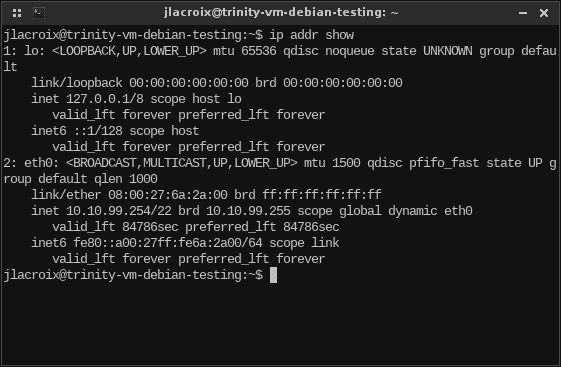 jlacroix@trinity-vm-debian-testing: ~
jlacroix@trinity-vm-debian-testing:~$ ip addr show
1: lo: <LOOPBACK,UP,LOWER_UP> mtu 65536 qdisc noqueue state UNKNOWN group defau
lt
    link/loopback 00:00:00:00:00:00 brd 00:00:00:00:00:00
    inet 127.0.0.1/8 scope host lo
       valid_lft forever preferred_lft forever
    inet6 ::1/128 scope host
       valid_lft forever preferred_lft forever
2: eth0: <BROADCAST,MULTICAST,UP,LOWER_UP> mtu 1500 qdisc pfifo_fast state UP g
roup default qlen 1000
    link/ether 08:00:27:6a:2a:00 brd ff:ff:ff:ff:ff:ff
    inet 10.10.99.254/22 brd 10.10.99.255 scope global dynamic eth0
       valid_lft 84786sec preferred_lft 84786sec
    inet6 fe80::a00:27ff:fe6a:2a00/64 scope link
       valid_lft forever preferred_lft forever
jlacroix@trinity-vm-debian-testing:~$